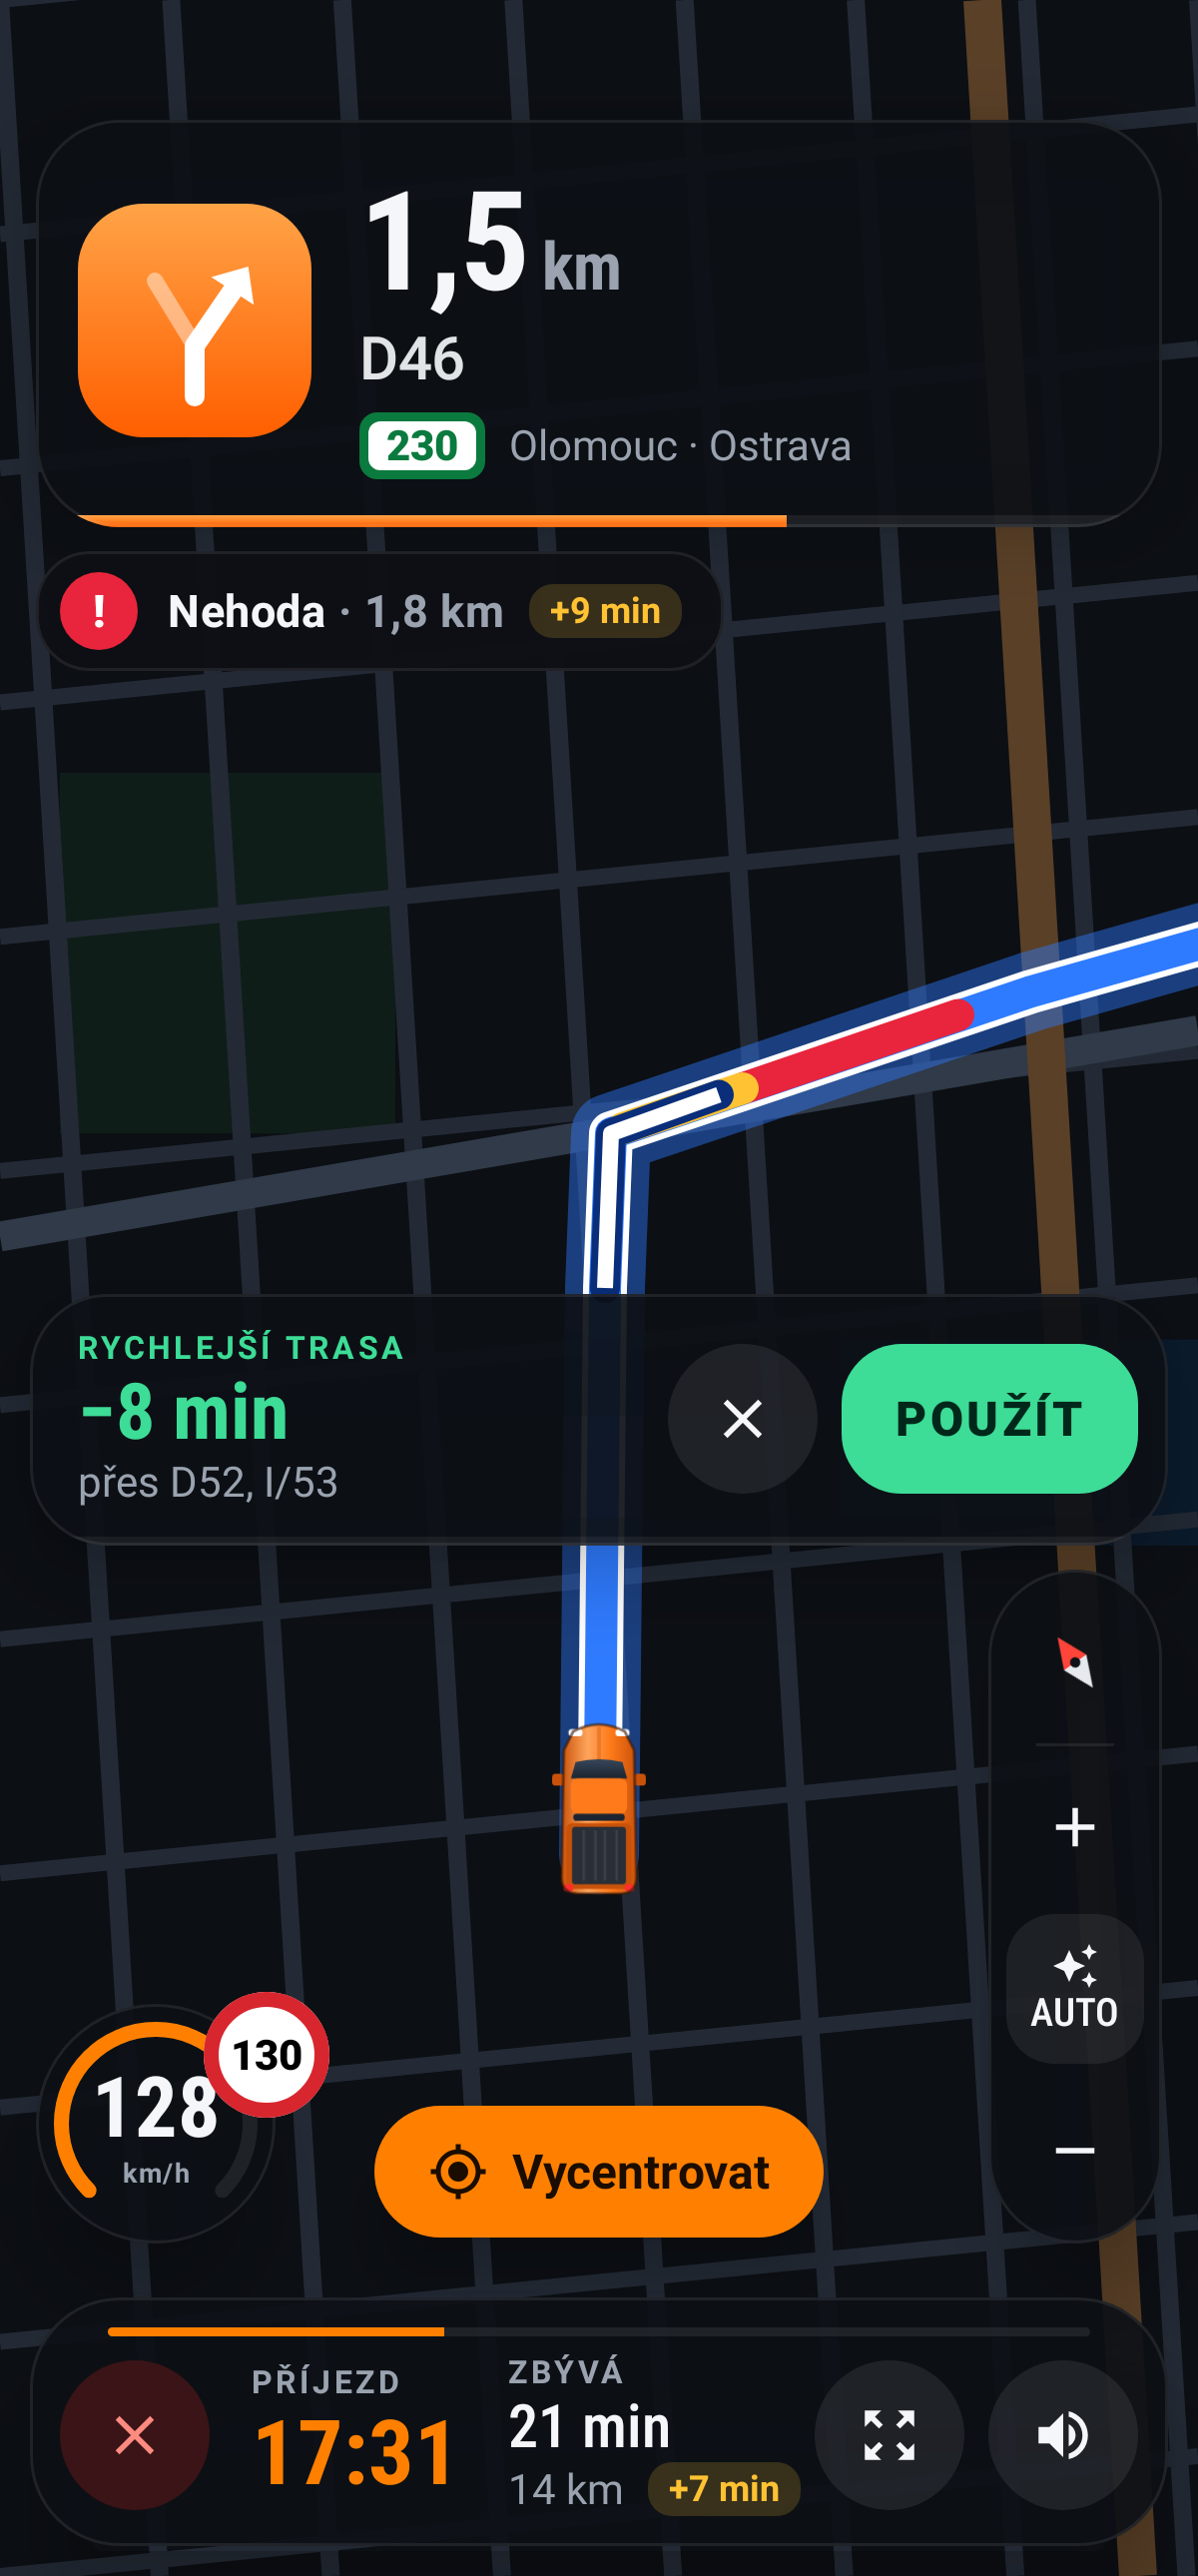 1,5 km
D46
230 Olomouc · Ostrava
! Nehoda · 1,8 km +9 min
RYCHLEJŠÍ TRASA
−8 min
přes D52, I/53
POUŽÍT
AUTO
130
128
km/h
Vycentrovat
PŘÍJEZD
17:31
ZBÝVÁ
21 min
14 km +7 min